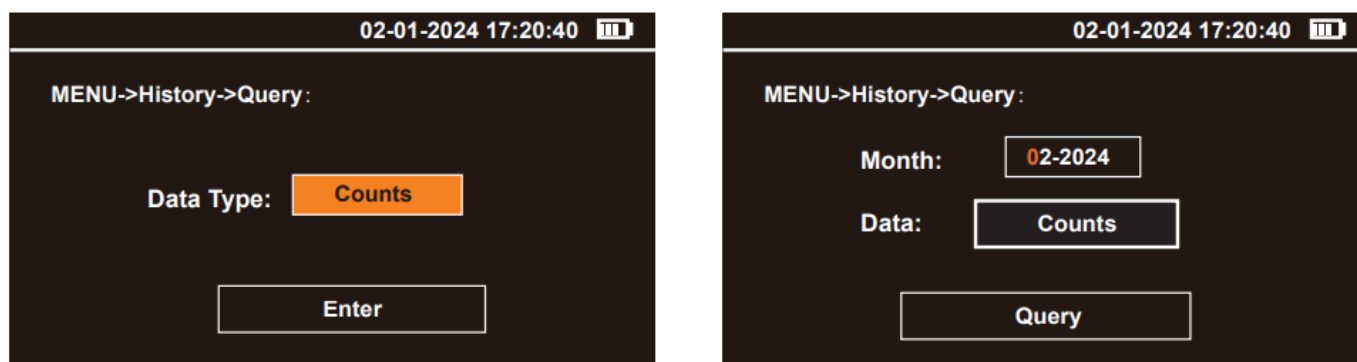 02-01-2024 17:20:40
MENU->History->Query:
Data Type: Counts
Enter
02-01-2024 17:20:40
MENU->History->Query:
Month: 02-2024
Data: Counts
Query